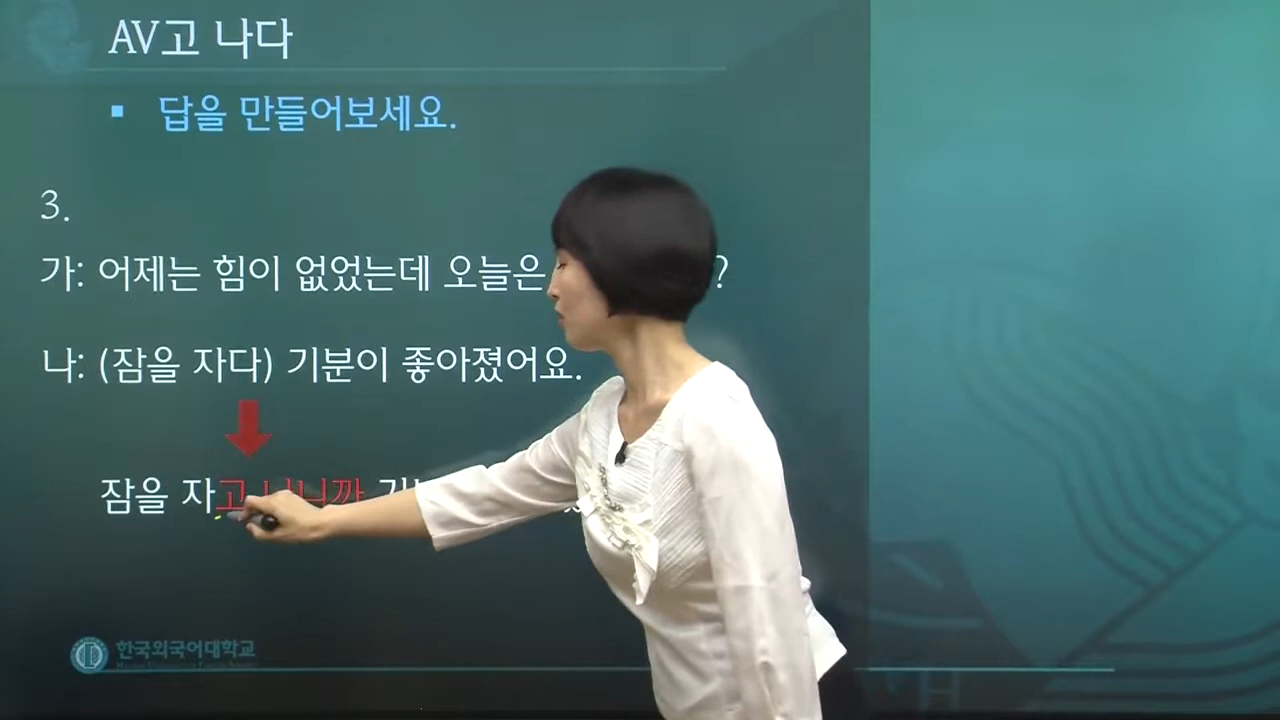 AV고 나다
▪ 답을 만들어보세요.
3.
가: 어제는 힘이 없었는데 오늘은 ?
나: (잠을 자다) 기분이 좋아졌어요.
잠을 자고
한국외국어대학교